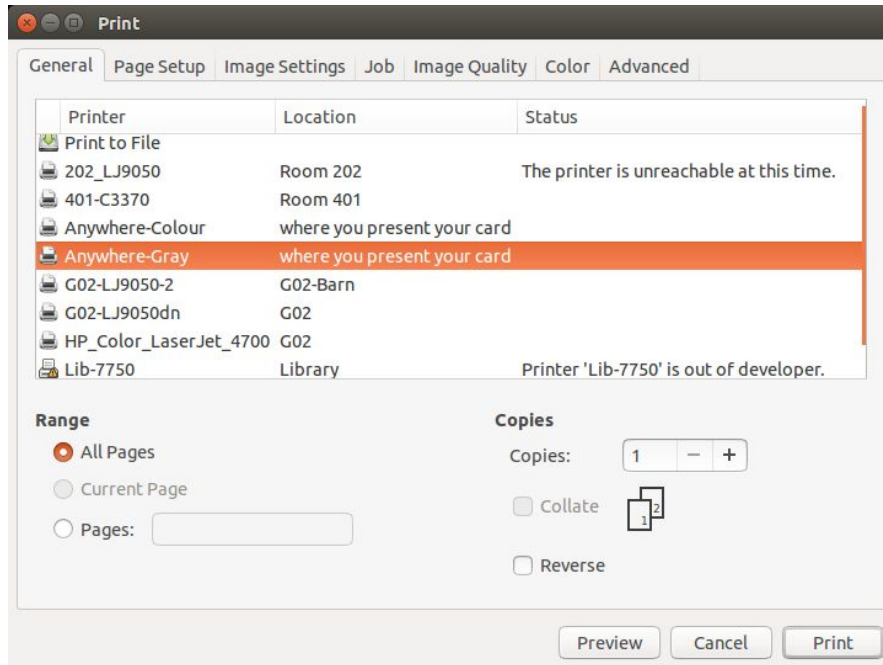 Print
General Page Setup Image Settings Job Image Quality Color Advanced
Printer Location Status
Print to File
202_LJ9050 Room 202 The printer is unreachable at this time.
401-C3370 Room 401
Anywhere-Colour where you present your card
Anywhere-Gray where you present your card
G02-LJ9050-2 G02-Barn
G02-LJ9050dn G02
HP_Color_LaserJet_4700 G02
Lib-7750 Library Printer 'Lib-7750' is out of developer.
Range Copies
All Pages Copies: 1 − +
Current Page Collate 1 2
Pages:
Reverse
Preview Cancel Print